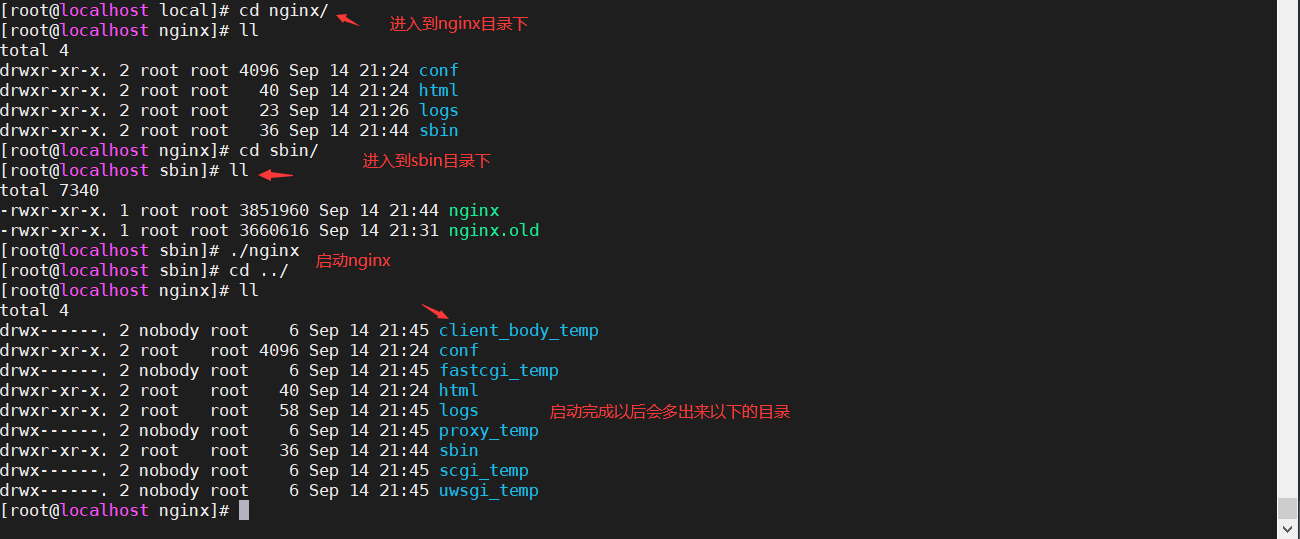 [root@localhost local]# cd nginx/
进入到nginx目录下
[root@localhost nginx]# ll
total 4
drwxr-xr-x. 2 root root 4096 Sep 14 21:24 conf
drwxr-xr-x. 2 root root   40 Sep 14 21:24 html
drwxr-xr-x. 2 root root   23 Sep 14 21:26 logs
drwxr-xr-x. 2 root root   36 Sep 14 21:44 sbin
[root@localhost nginx]# cd sbin/
进入到sbin目录下
[root@localhost sbin]# ll
total 7340
-rwxr-xr-x. 1 root root 3851960 Sep 14 21:44 nginx
-rwxr-xr-x. 1 root root 3660616 Sep 14 21:31 nginx.old
[root@localhost sbin]# ./nginx
启动nginx
[root@localhost sbin]# cd ../
[root@localhost nginx]# ll
total 4
drwx------. 2 nobody root    6 Sep 14 21:45 client_body_temp
drwxr-xr-x. 2 root   root 4096 Sep 14 21:24 conf
drwx------. 2 nobody root    6 Sep 14 21:45 fastcgi_temp
drwxr-xr-x. 2 root   root   40 Sep 14 21:24 html
drwxr-xr-x. 2 root   root   58 Sep 14 21:45 logs
启动完成以后会多出来以下的目录
drwx------. 2 nobody root    6 Sep 14 21:45 proxy_temp
drwxr-xr-x. 2 root   root   36 Sep 14 21:44 sbin
drwx------. 2 nobody root    6 Sep 14 21:45 scgi_temp
drwx------. 2 nobody root    6 Sep 14 21:45 uwsgi_temp
[root@localhost nginx]#